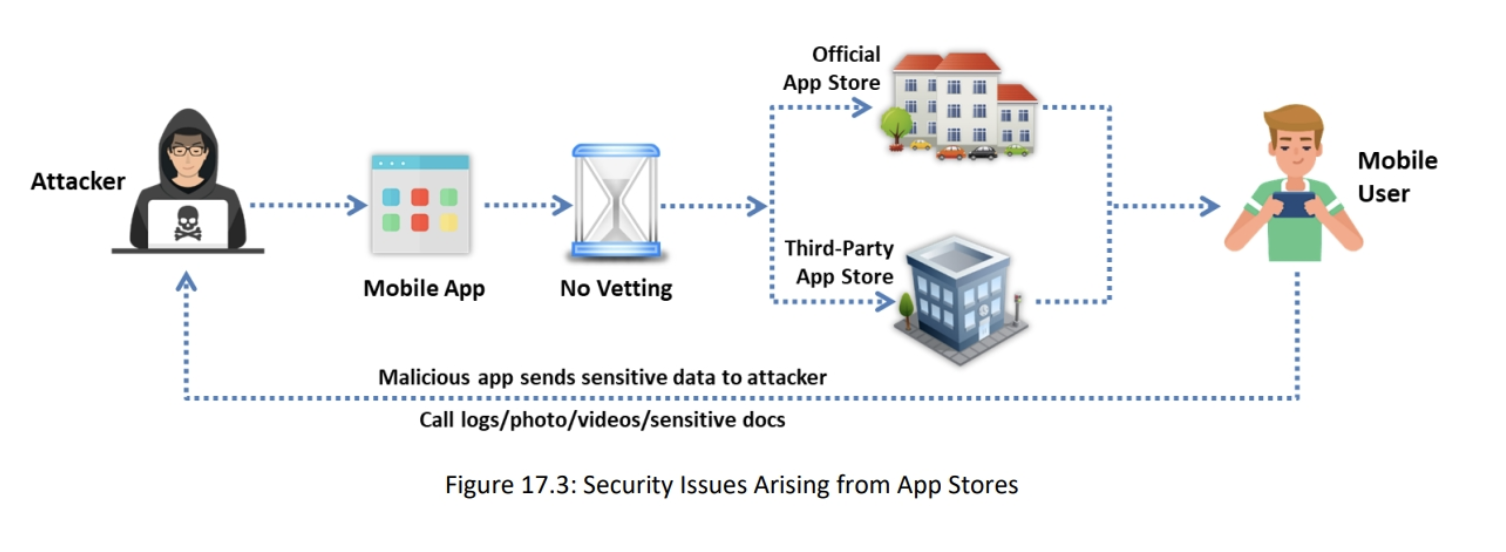 Official
App Store
Attacker
Mobile App
No Vetting
Third-Party
App Store
Mobile
User
Malicious app sends sensitive data to attacker
Call logs/photo/videos/sensitive docs
Figure 17.3: Security Issues Arising from App Stores